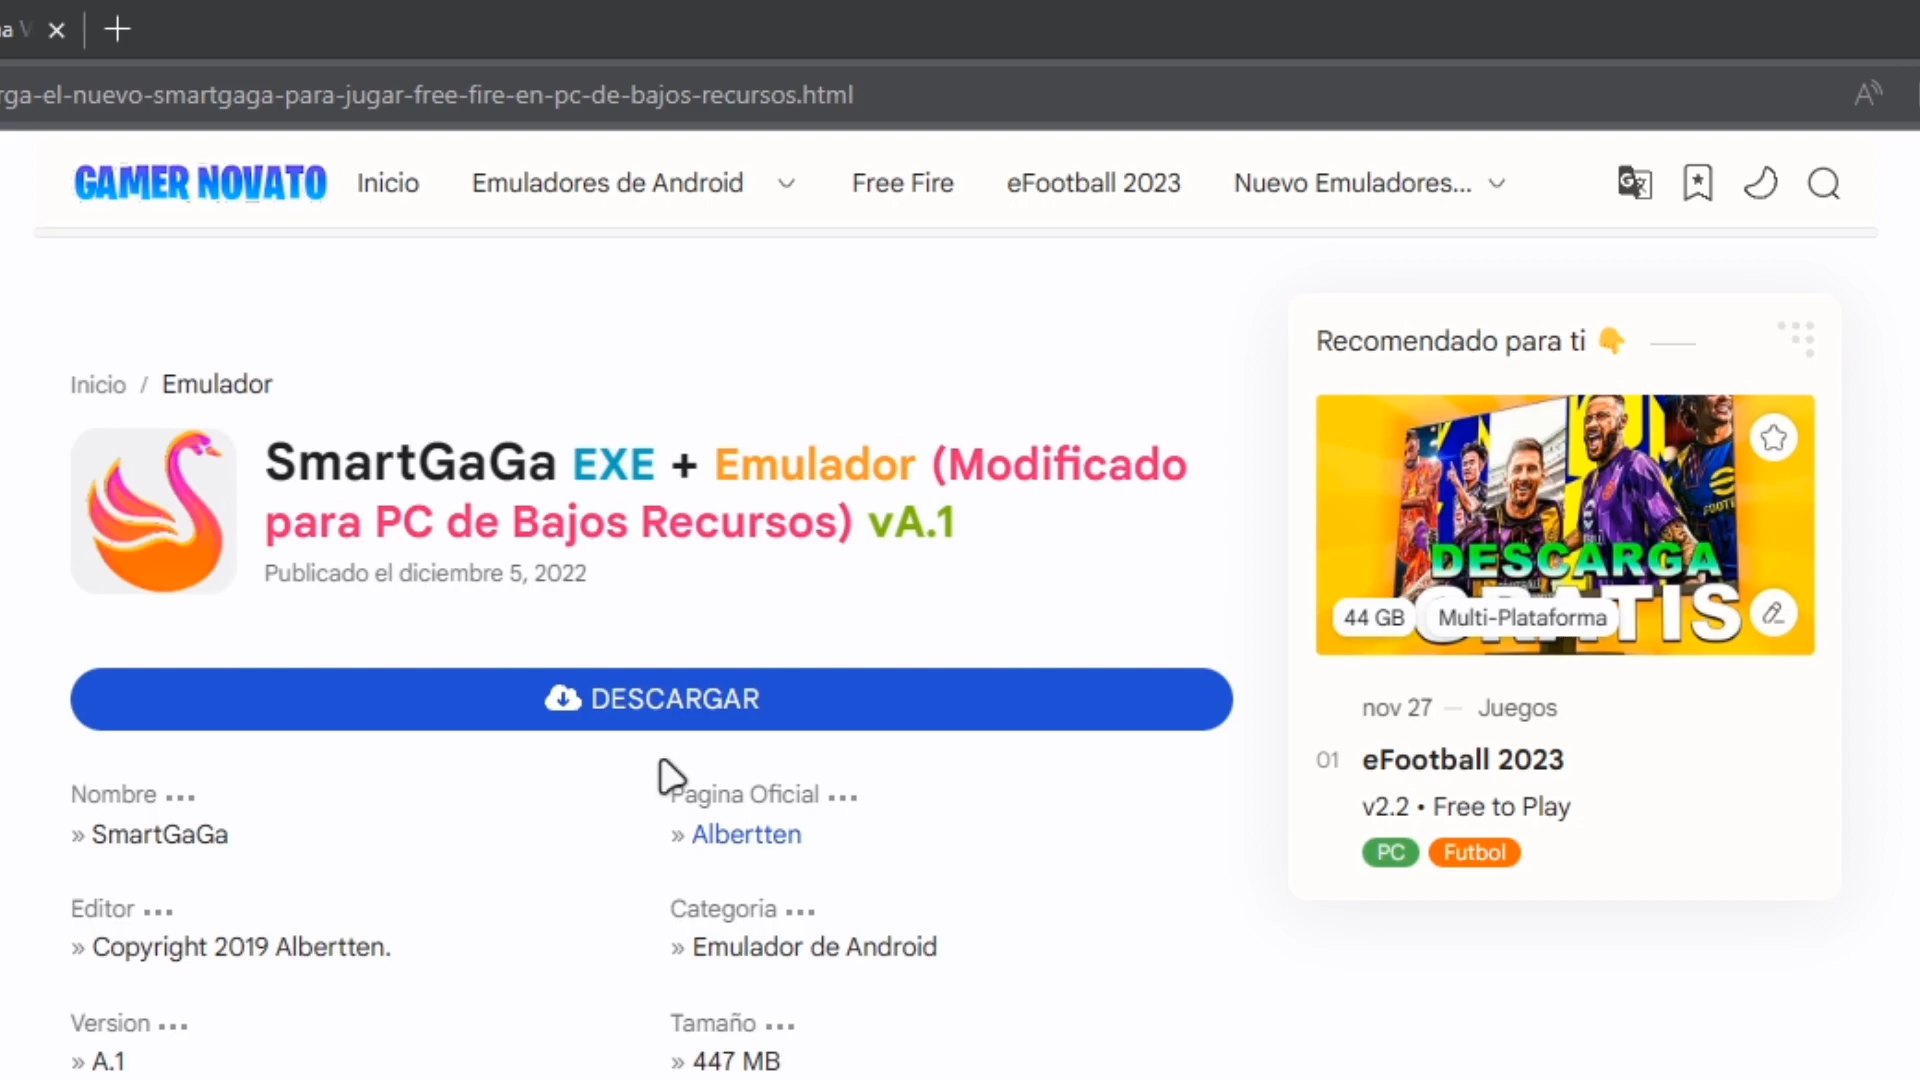 rga-el-nuevo-smartgaga-para-jugar-free-fire-en-pc-de-bajos-recursos.html
GAMER NOVATO Inicio Emuladores de Android Free Fire eFootball 2023 Nuevo Emuladores...
Inicio / Emulador
SmartGaGa EXE + Emulador (Modificado
para PC de Bajos Recursos) vA.1
Publicado el diciembre 5, 2022
DESCARGAR
Nombre ...
» SmartGaGa
Pagina Oficial ...
» Albertten
Editor ...
» Copyright 2019 Albertten.
Categoria ...
» Emulador de Android
Version ...
» A.1
Tamaño ...
» 447 MB
Recomendado para ti 👇
DESCARGA
GRATIS
44 GB Multi-Plataforma
nov 27 — Juegos
01 eFootball 2023
v2.2 • Free to Play
PC Futbol